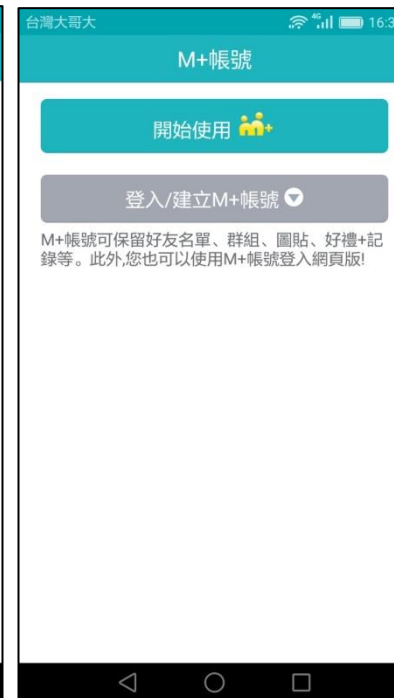 台灣大哥大 4G 16:3
M+帳號
開始使用 m+
登入/建立M+帳號
M+帳號可保留好友名單、群組、圖貼、好禮+記
錄等。此外,您也可以使用M+帳號登入網頁版!